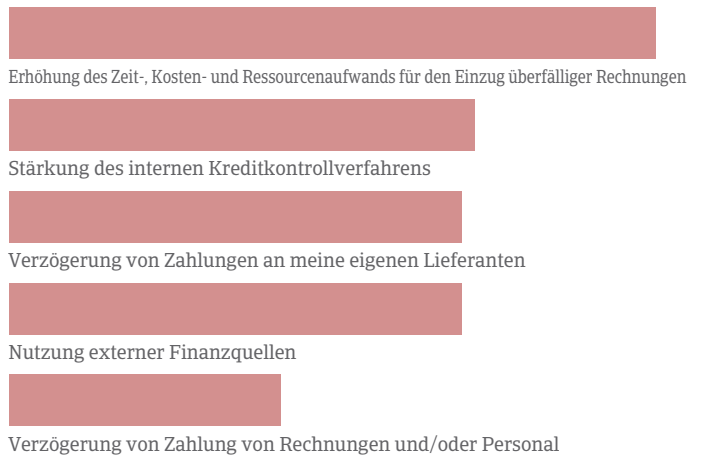 Erhöhung des Zeit-, Kosten- und Ressourcenaufwands für den Einzug überfälliger Rechnungen
Stärkung des internen Kreditkontrollverfahrens
Verzögerung von Zahlungen an meine eigenen Lieferanten
Nutzung externer Finanzquellen
Verzögerung von Zahlung von Rechnungen und/oder Personal